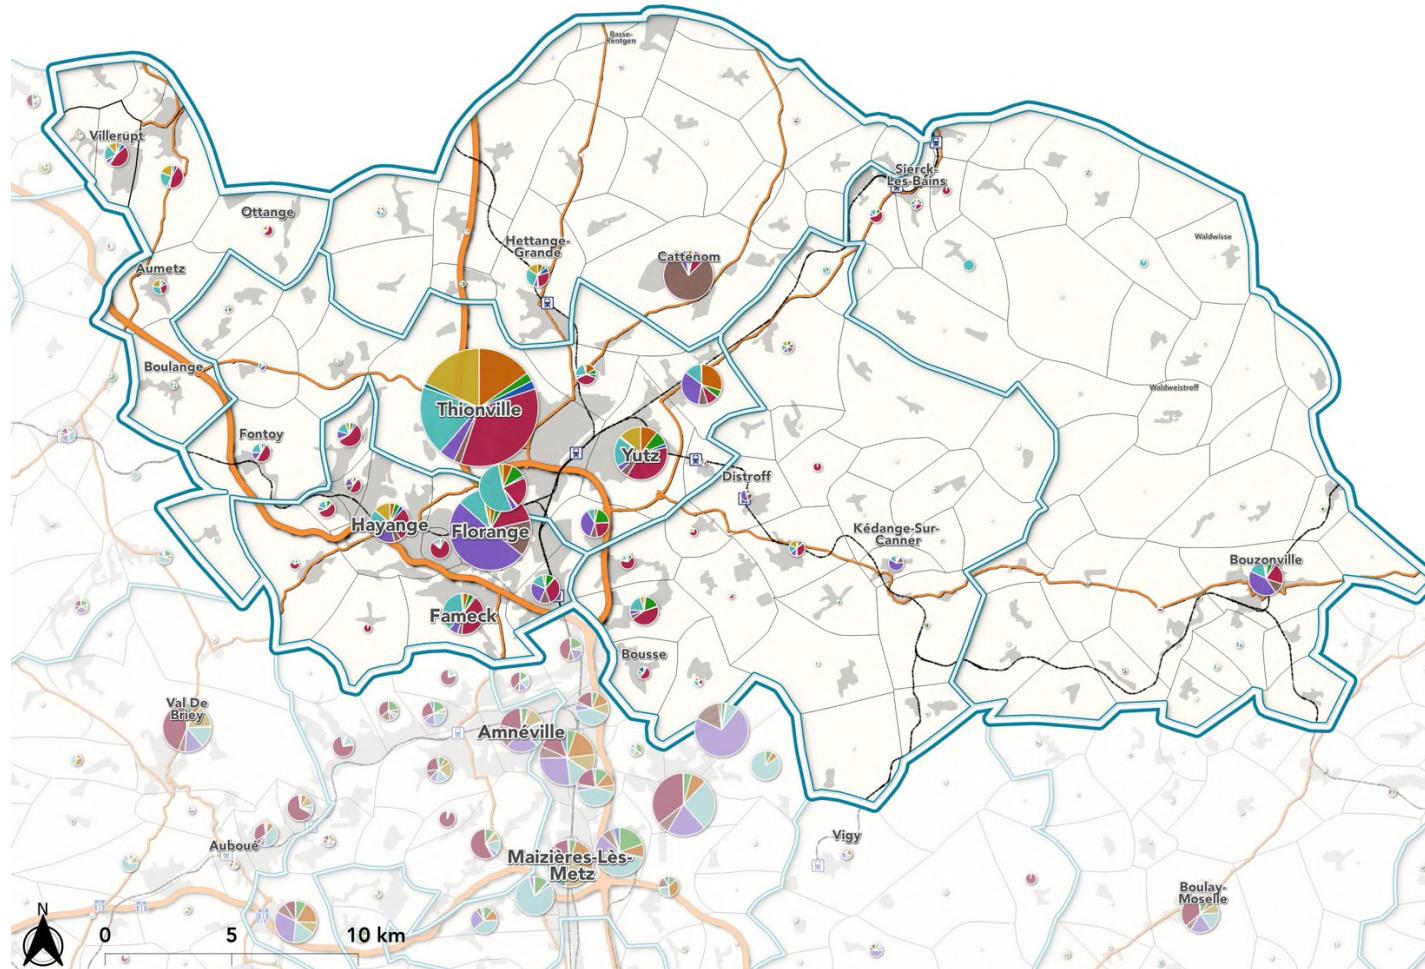 Basse-
Rentgen
Villerupt
Sierck-
Les-Bains
Ottange
Waldwisse
Hettange-
Grande
Cattenom
Aumetz
Boulange
Waldweistroff
Thionville
Fontoy
Yutz
Distroff
Hayange
Florange
Kédange-Sur-
Canner
Bouzonville
Fameck
Bousse
Val De
Briey
Amnéville
Auboué
Vigy
Maizières-Lès-
Metz
Boulay-
Moselle
N
0 5 10 km